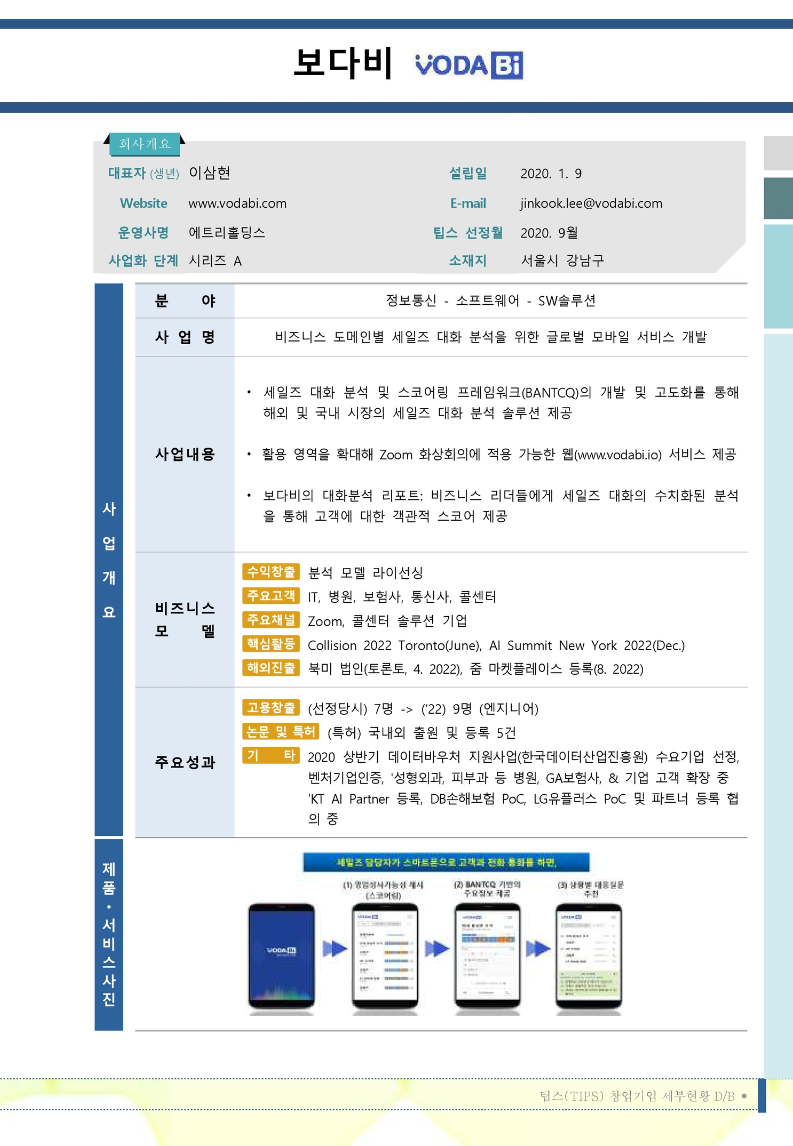 보다비 VODABi
회사개요
대표자 (생년) 이삼현 설립일 2020. 1. 9
Website www.vodabi.com E-mail jinkook.lee@vodabi.com
운영사명 에트리홀딩스 팁스 선정월 2020. 9월
사업화 단계 시리즈 A 소재지 서울시 강남구
사업개요
분 야 정보통신 - 소프트웨어 - SW솔루션
사 업 명 비즈니스 도메인별 세일즈 대화 분석을 위한 글로벌 모바일 서비스 개발
사업내용
• 세일즈 대화 분석 및 스코어링 프레임워크(BANTCQ)의 개발 및 고도화를 통해
해외 및 국내 시장의 세일즈 대화 분석 솔루션 제공
• 활용 영역을 확대해 Zoom 화상회의에 적용 가능한 웹(www.vodabi.io) 서비스 제공
• 보다비의 대화분석 리포트: 비즈니스 리더들에게 세일즈 대화의 수치화된 분석
을 통해 고객에 대한 객관적 스코어 제공
비즈니스
모 델
수익창출 분석 모델 라이선싱
주요고객 IT, 병원, 보험사, 통신사, 콜센터
주요채널 Zoom, 콜센터 솔루션 기업
핵심활동 Collision 2022 Toronto(June), AI Summit New York 2022(Dec.)
해외진출 북미 법인(토론토, 4. 2022), 줌 마켓플레이스 등록(8. 2022)
주요성과
고용창출 (선정당시) 7명 -> ('22) 9명 (엔지니어)
논문 및 특허 (특허) 국내외 출원 및 등록 5건
기 타 2020 상반기 데이터바우처 지원사업(한국데이터산업진흥원) 수요기업 선정,
벤처기업인증, '성형외과, 피부과 등 병원, GA보험사, & 기업 고객 확장 중
'KT AI Partner 등록, DB손해보험 PoC, LG유플러스 PoC 및 파트너 등록 협
의 중
제품・서비스사진
세일즈 담당자가 스마트폰으로 고객과 전화 통화를 하면,
(1) 영업성사가능성 제시
(스코어링)
(2) BANTCQ 기반의
주요정보 제공
(3) 상황별 대응질문
추천
VODABi
팁스(TIPS) 창업기업 세부현황 D/B •